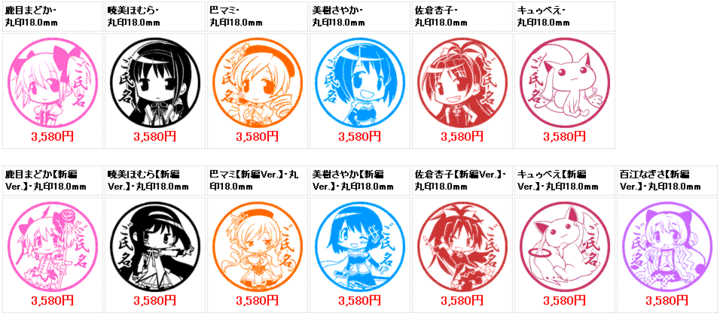 鹿目まどか-
丸印18.0mm
暁美ほむら-
丸印18.0mm
巴マミ-
丸印18.0mm
美樹さやか-
丸印18.0mm
佐倉杏子-
丸印18.0mm
キュゥべえ-
丸印18.0mm
ご氏名
ご氏名
ご氏名
ご氏名
ご氏名
ご氏名
3,580円
3,580円
3,580円
3,580円
3,580円
3,580円
鹿目まどか【新編
Ver.】-丸印18.0mm
暁美ほむら【新編
Ver.】-丸印18.0mm
巴マミ【新編Ver.】-丸
印18.0mm
美樹さやか【新編
Ver.】-丸印18.0mm
佐倉杏子【新編Ver.】-
丸印18.0mm
キュゥべえ【新編
Ver.】-丸印18.0mm
百江なぎさ【新編
Ver.】-丸印18.0mm
ご氏名
ご氏名
ご氏名
ご氏名
ご氏名
ご氏名
ご氏名
3,580円
3,580円
3,580円
3,580円
3,580円
3,580円
3,580円